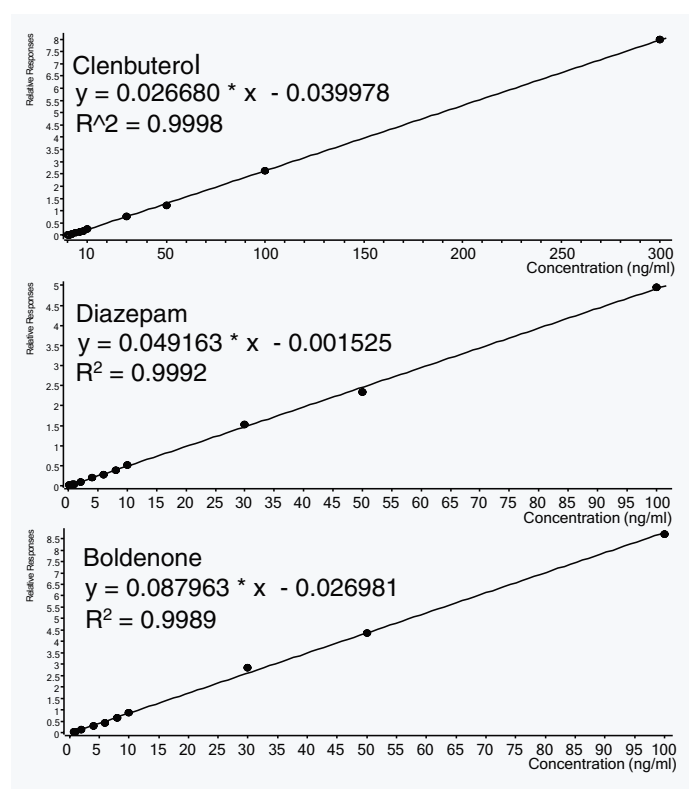 Relative Responses
8
7.5
7
6.5
6
5.5
5
4.5
4
3.5
3
2.5
2
1.5
1
0.5
0
Clenbuterol
y = 0.026680 * x - 0.039978
R^2 = 0.9998
10 50 100 150 200 250 300
Concentration (ng/ml)
Relative Responses
5
4.5
4
3.5
3
2.5
2
1.5
1
0.5
0
Diazepam
y = 0.049163 * x - 0.001525
R² = 0.9992
0 5 10 15 20 25 30 35 40 45 50 55 60 65 70 75 80 85 90 95 100
Concentration (ng/ml)
Relative Responses
8.5
8
7.5
7
6.5
6
5.5
5
4.5
4
3.5
3
2.5
2
1.5
1
0.5
0
Boldenone
y = 0.087963 * x - 0.026981
R² = 0.9989
0 5 10 15 20 25 30 35 40 45 50 55 60 65 70 75 80 85 90 95 100
Concentration (ng/ml)